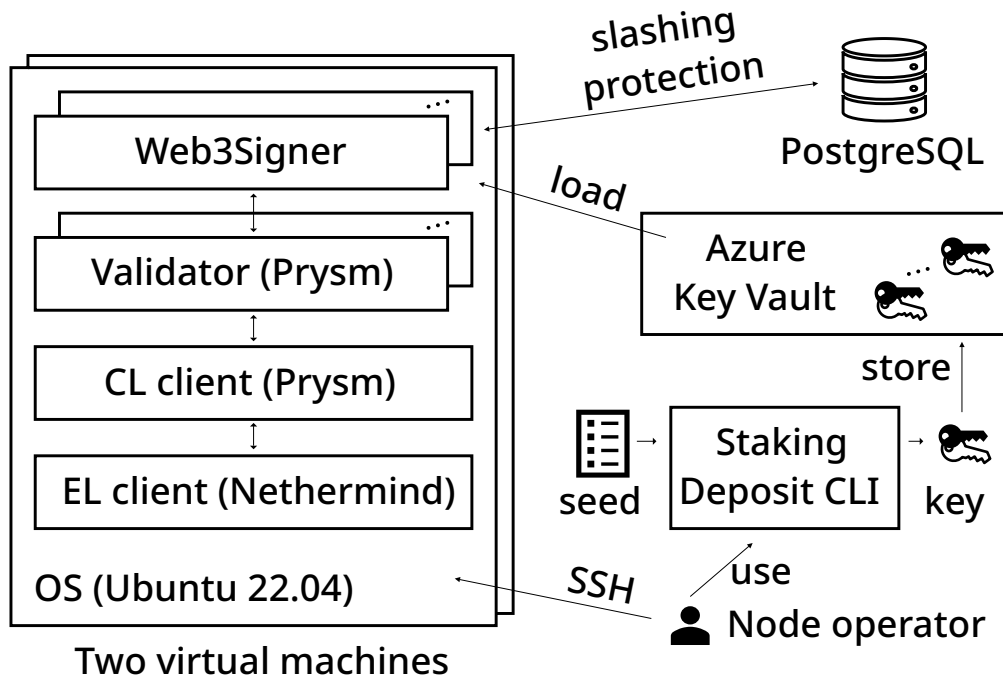 slashing
protection
Web3Signer
PostgreSQL
load
Validator (Prysm)
Azure
Key Vault
CL client (Prysm)
store
Staking
Deposit CLI
EL client (Nethermind)
seed
key
OS (Ubuntu 22.04)
SSH
use
Node operator
Two virtual machines